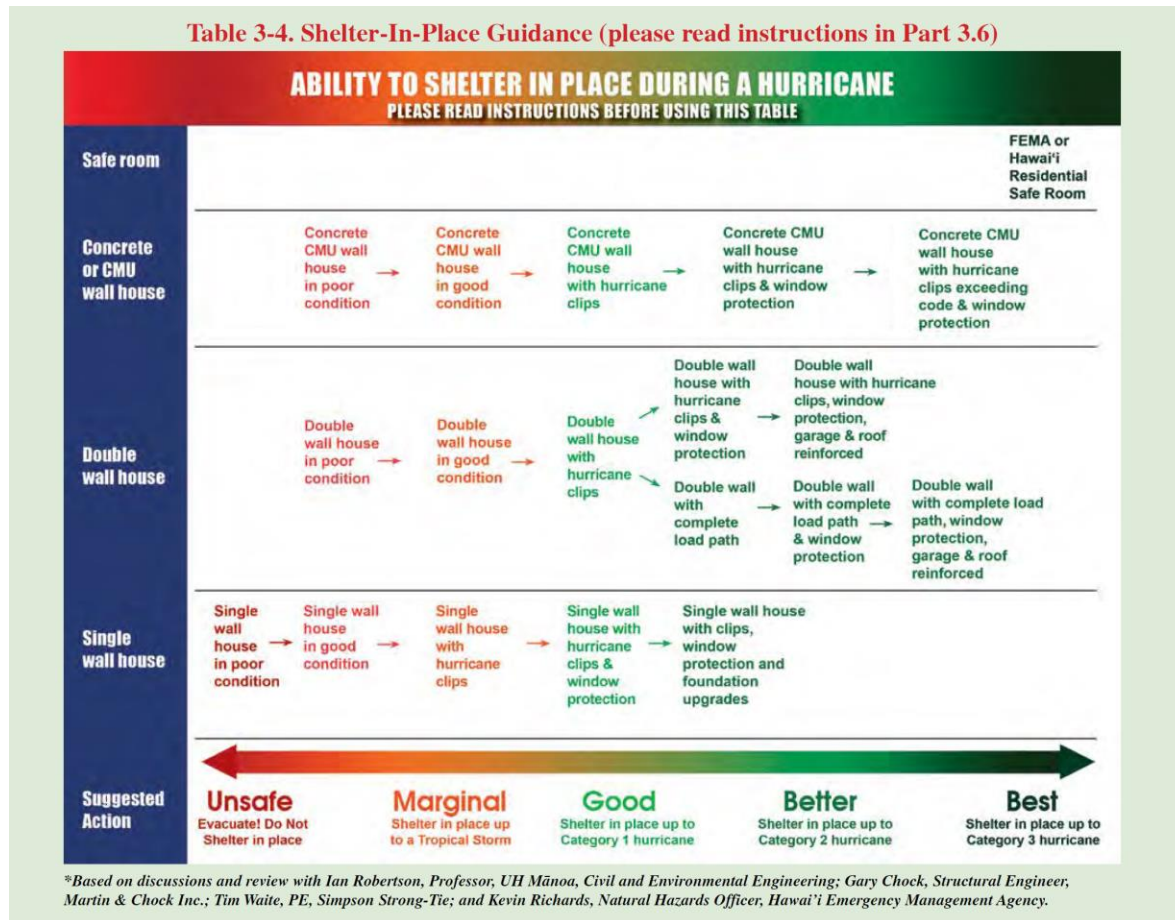 Table 3-4. Shelter-In-Place Guidance (please read instructions in Part 3.6)
ABILITY TO SHELTER IN PLACE DURING A HURRICANE
PLEASE READ INSTRUCTIONS BEFORE USING THIS TABLE
Safe room
FEMA or
Hawai'i
Residential
Safe Room
Concrete
or CMU
wall house
Concrete
CMU wall
house
in poor
condition
Concrete
CMU wall
house
in good
condition
Concrete
CMU wall
house
with hurricane
clips
Concrete CMU
wall house
with hurricane
clips & window
protection
Concrete CMU
wall house
with hurricane
clips exceeding
code & window
protection
Double
wall house
Double
wall house
in poor
condition
Double
wall house
in good
condition
Double
wall house
with
hurricane
clips
Double wall
house with
hurricane
clips &
window
protection
Double wall
house with hurricane
clips, window
protection,
garage & roof
reinforced
Double wall
with
complete
load path
Double wall
with complete
load path
& window
protection
Double wall
with complete load
path, window
protection,
garage & roof
reinforced
Single
wall house
Single
wall
house
in poor
condition
Single wall
house
in good
condition
Single
wall house
with
hurricane
clips
Single wall
house with
hurricane
clips &
window
protection
Single wall house
with clips,
window
protection and
foundation
upgrades
Suggested
Action
Unsafe
Evacuate! Do Not
Shelter in place
Marginal
Shelter in place up
to a Tropical Storm
Good
Shelter in place up to
Category 1 hurricane
Better
Shelter in place up to
Category 2 hurricane
Best
Shelter in place up to
Category 3 hurricane
*Based on discussions and review with Ian Robertson, Professor, UH Mānoa, Civil and Environmental Engineering; Gary Chock, Structural Engineer,
Martin & Chock Inc.; Tim Waite, PE, Simpson Strong-Tie; and Kevin Richards, Natural Hazards Officer, Hawai'i Emergency Management Agency.